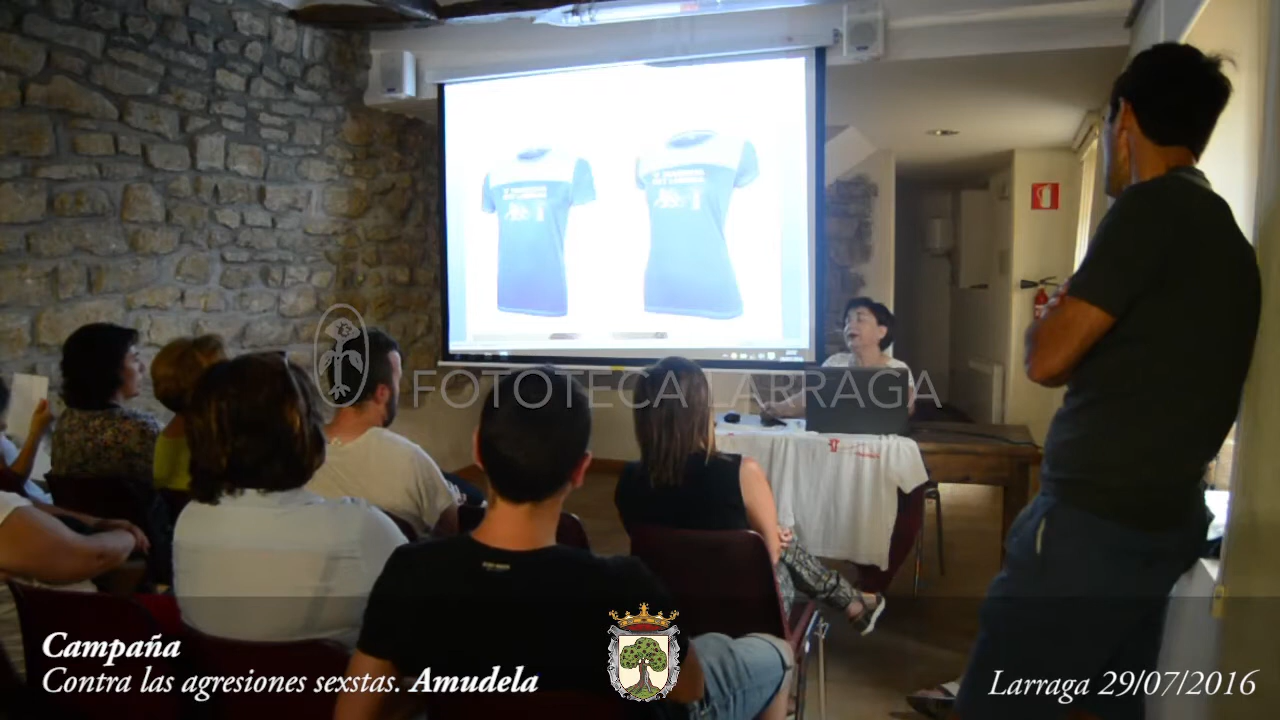 FOTOTECA LARRAGA
Campaña
Contra las agresiones sexstas. Amudela
Larraga 29/07/2016